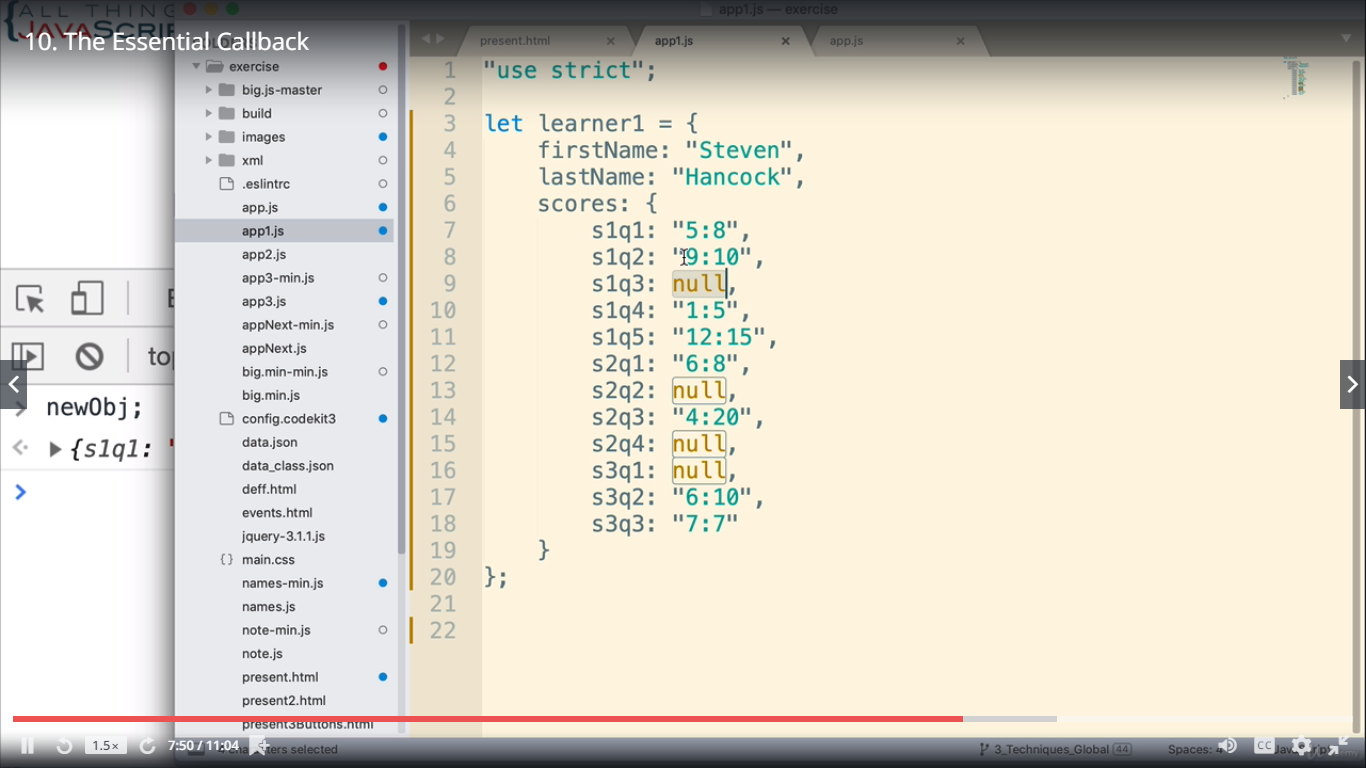 ALL THING
JAVASCRI
10. The Essential Callback
app1.js — exercise
present.html
app1.js
app.js
exercise
big.js-master
build
images
xml
.eslintrc
app.js
app1.js
app2.js
app3-min.js
app3.js
appNext-min.js
appNext.js
big.min-min.js
big.min.js
config.codekit3
data.json
data_class.json
deff.html
events.html
jquery-3.1.1.js
{} main.css
names-min.js
names.js
note-min.js
note.js
present.html
present2.html
present3Buttons.html
top
> newObj;
{s1q1: "
>
1 "use strict";
2
3 let learner1 = {
4 firstName: "Steven",
5 lastName: "Hancock",
6 scores: {
7 s1q1: "5:8",
8 s1q2: "9:10",
9 s1q3: null,
10 s1q4: "1:5",
11 s1q5: "12:15",
12 s2q1: "6:8",
13 s2q2: null,
14 s2q3: "4:20",
15 s2q4: null,
16 s3q1: null,
17 s3q2: "6:10",
18 s3q3: "7:7"
19 }
20 };
21
22
1.5×
7:50 / 11:04
CC
selected
3_Techniques_Global 44
Spaces: 4